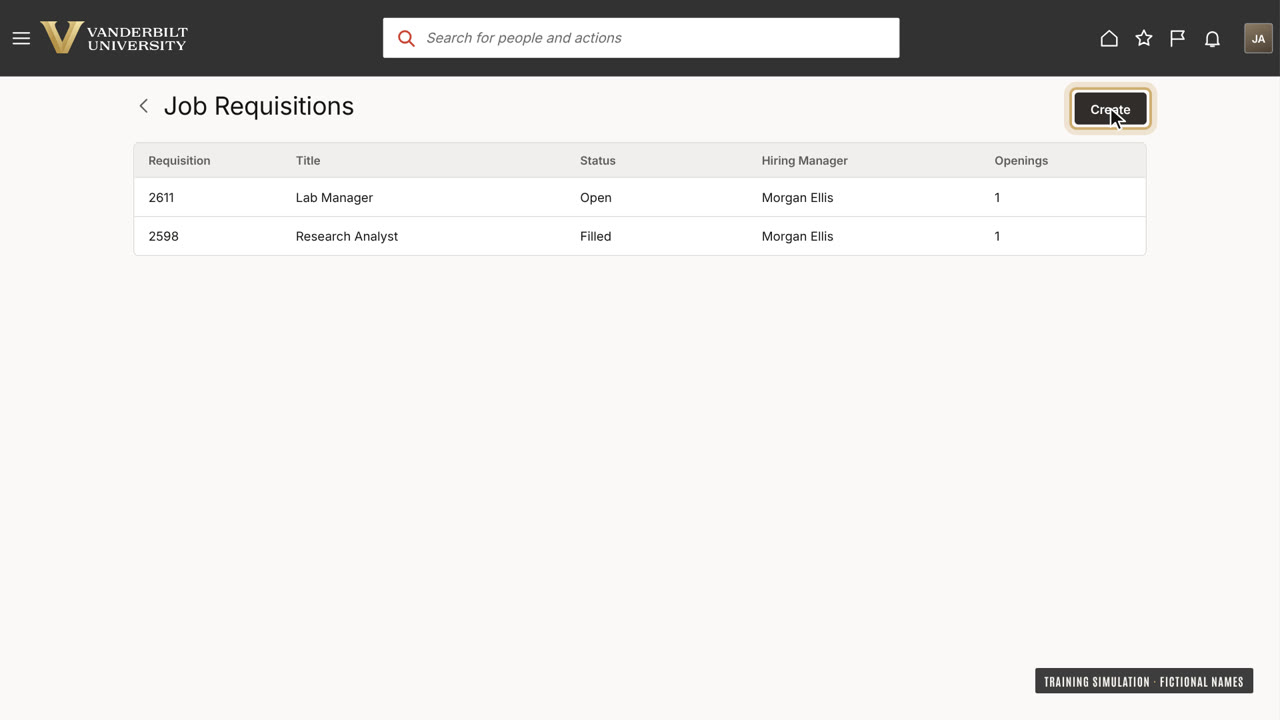 VANDERBILT
UNIVERSITY
Search for people and actions
JA
Job Requisitions
Create
Requisition Title Status Hiring Manager Openings
2611 Lab Manager Open Morgan Ellis 1
2598 Research Analyst Filled Morgan Ellis 1
TRAINING SIMULATION · FICTIONAL NAMES